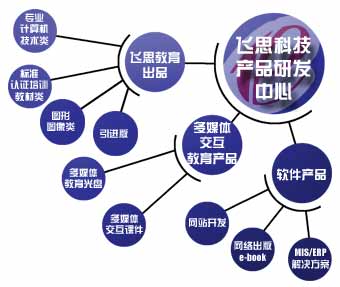 飞思科技
产品研发
中心
飞思教育
出品
专业
计算机
技术类
标准
认证培训
教材类
图形
图像类
引进版
多媒体
交互
教育产品
多媒体
教育光盘
多媒体
交互课件
软件产品
网站开发
网络出版
e-book
MIS/ERP
解决方案